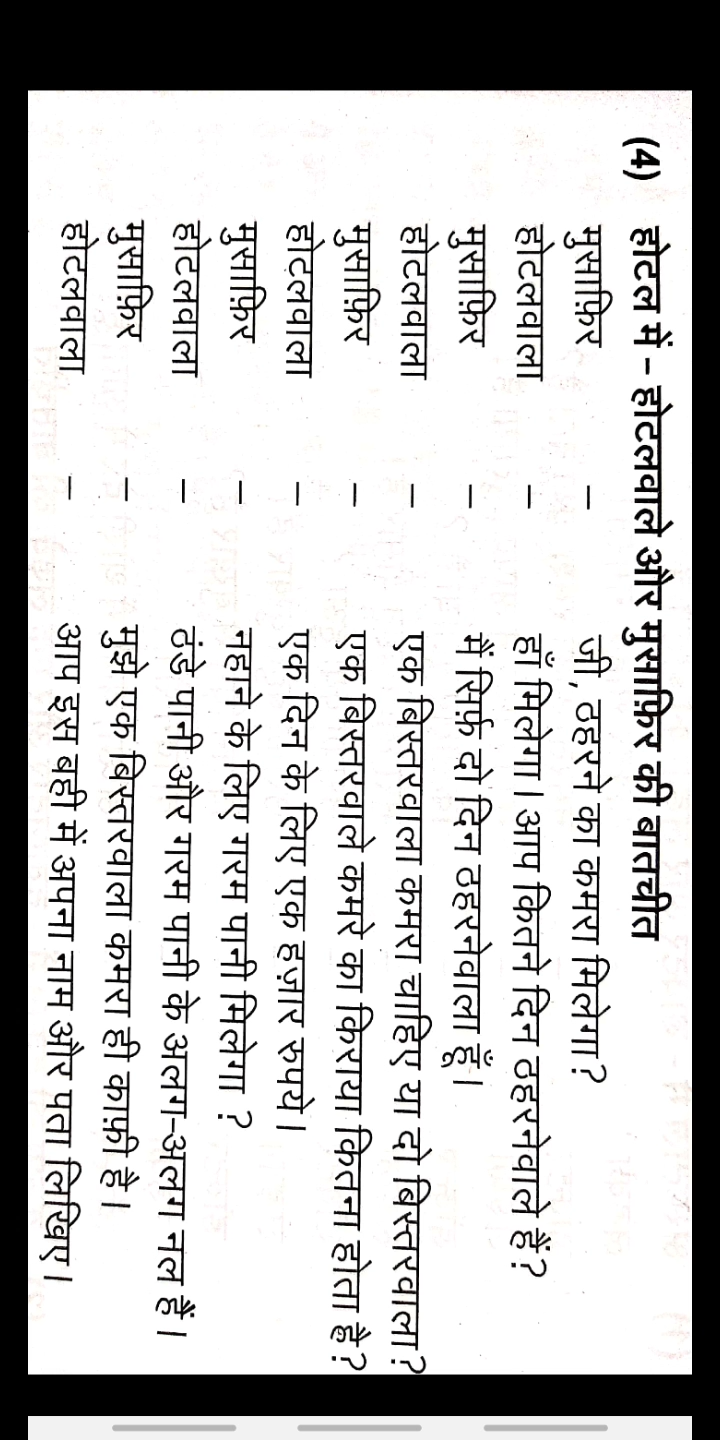 (4) होटल में - होटलवाले और मुसाफ़िर की बातचीत
मुसाफ़िर – जी, ठहरने का कमरा मिलेगा?
होटलवाला – हाँ मिलेगा। आप कितने दिन ठहरनेवाले हैं?
मुसाफ़िर – मैं सिर्फ़ दो दिन ठहरनेवाला हूँ।
होटलवाला – एक बिस्तरवाला कमरा चाहिए या दो बिस्तरवाला?
मुसाफ़िर – एक बिस्तरवाले कमरे का किराया कितना होता है?
होटलवाला – एक दिन के लिए एक हज़ार रुपये।
मुसाफ़िर – नहाने के लिए गरम पानी मिलेगा?
होटलवाला – ठंडे पानी और गरम पानी के अलग-अलग नल हैं।
मुसाफ़िर – मुझे एक बिस्तरवाला कमरा ही काफ़ी है।
होटलवाला – आप इस बही में अपना नाम और पता लिखिए।